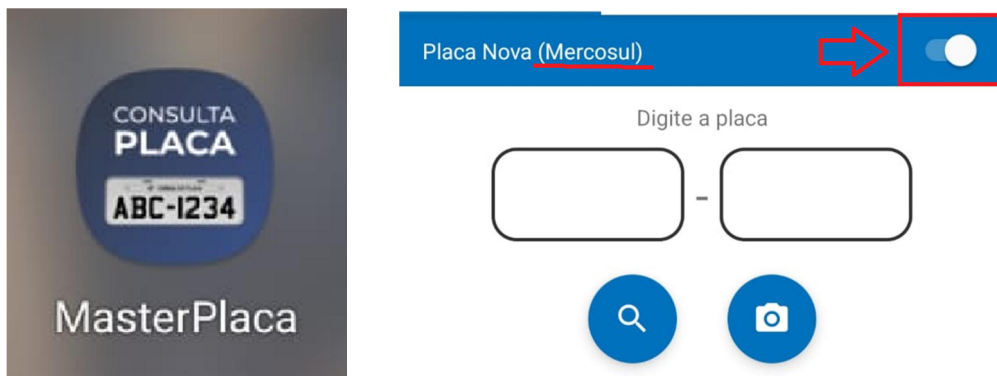 CONSULTA
PLACA
ABC-1234
MasterPlaca
Placa Nova (Mercosul)
Digite a placa
-